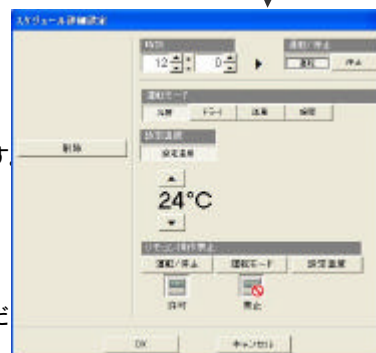 スケジュール詳細設定
時刻
運転/停止
12 : 0
運転 停止
運転モード
冷房 ドライ 送風 暖房
す。
設定温度
削除
設定温度
24°C
リモコン操作禁止
運転/停止 運転モード 設定温度
許可 禁止
だ
OK キャンセル